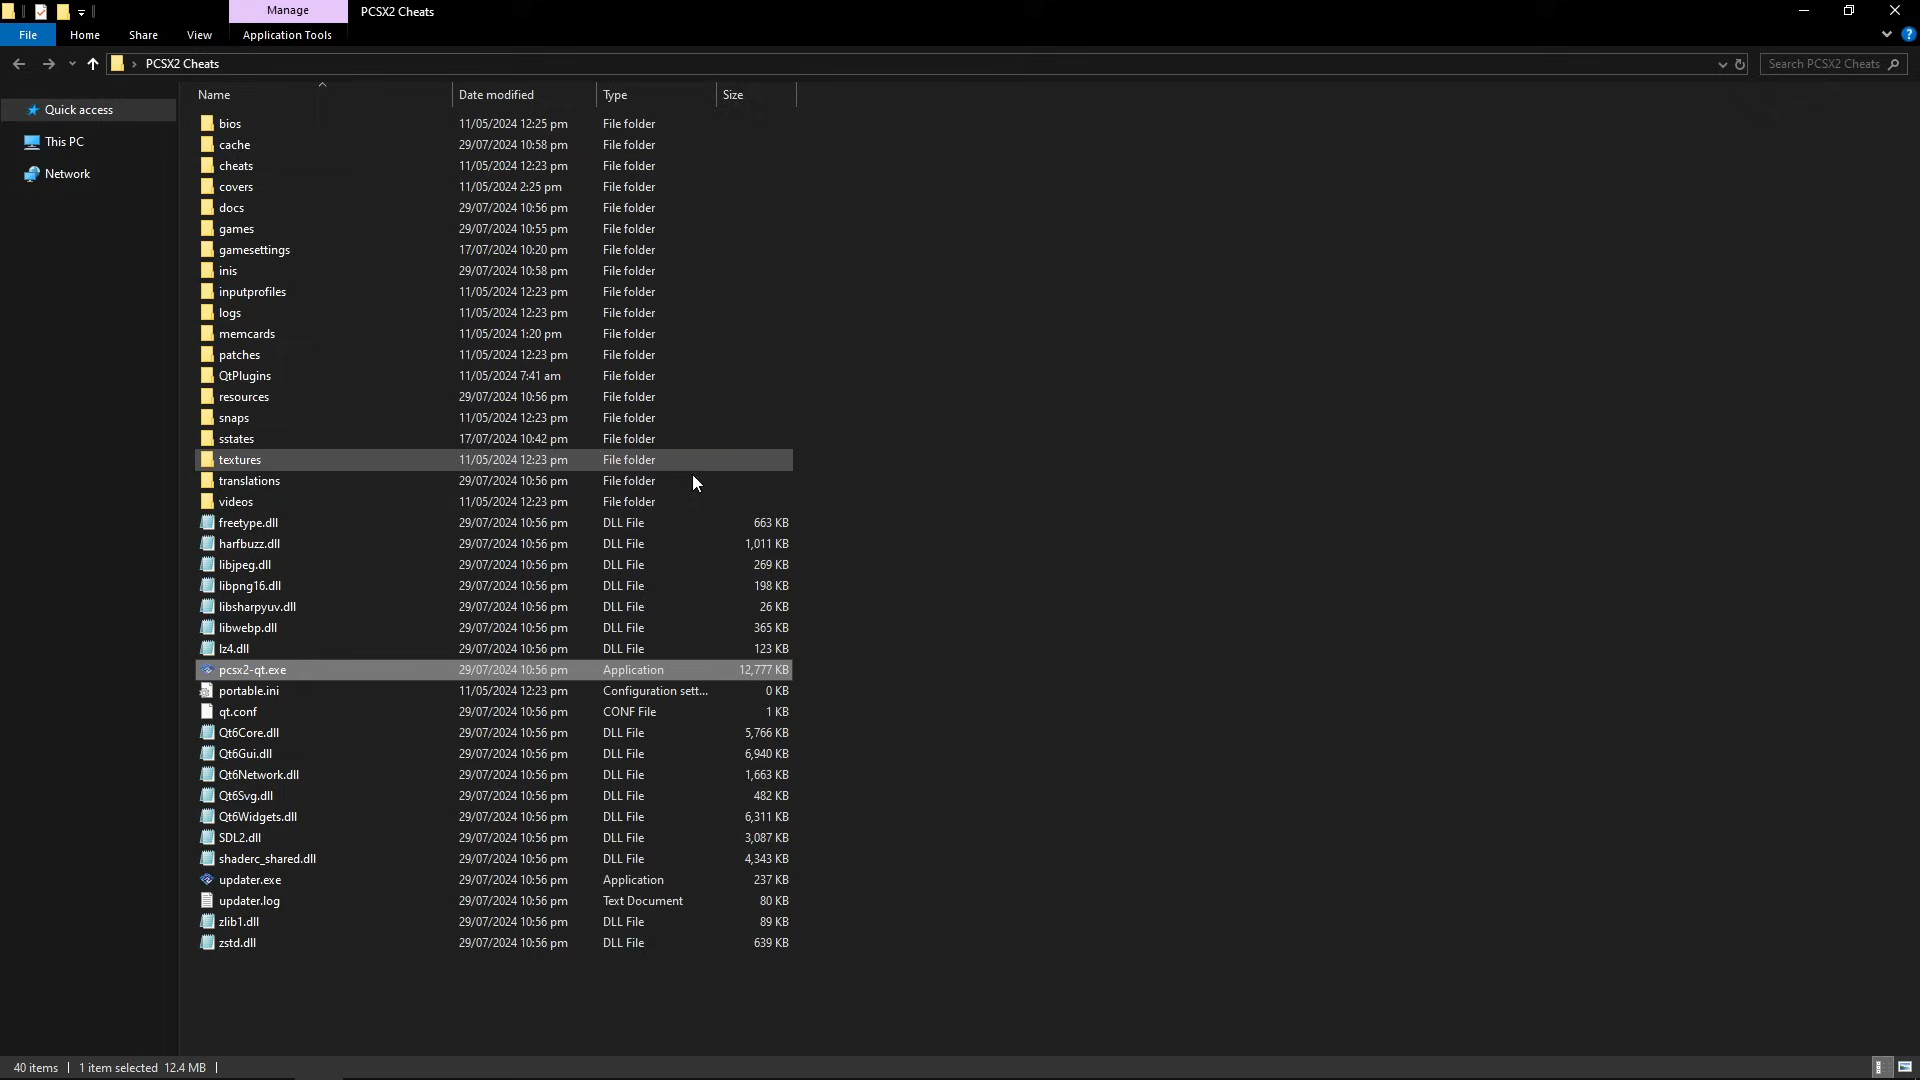 Manage
PCSX2 Cheats
File
Home
Share
View
Application Tools
PCSX2 Cheats
Search PCSX2 Cheats
Quick access
This PC
Network
Name
Date modified
Type
Size
bios 11/05/2024 12:25 pm File folder
cache 29/07/2024 10:58 pm File folder
cheats 11/05/2024 12:23 pm File folder
covers 11/05/2024 2:25 pm File folder
docs 29/07/2024 10:56 pm File folder
games 29/07/2024 10:55 pm File folder
gamesettings 17/07/2024 10:20 pm File folder
inis 29/07/2024 10:58 pm File folder
inputprofiles 11/05/2024 12:23 pm File folder
logs 11/05/2024 12:23 pm File folder
memcards 11/05/2024 1:20 pm File folder
patches 11/05/2024 12:23 pm File folder
QtPlugins 11/05/2024 7:41 am File folder
resources 29/07/2024 10:56 pm File folder
snaps 11/05/2024 12:23 pm File folder
sstates 17/07/2024 10:42 pm File folder
textures 11/05/2024 12:23 pm File folder
translations 29/07/2024 10:56 pm File folder
videos 11/05/2024 12:23 pm File folder
freetype.dll 29/07/2024 10:56 pm DLL File 663 KB
harfbuzz.dll 29/07/2024 10:56 pm DLL File 1,011 KB
libjpeg.dll 29/07/2024 10:56 pm DLL File 269 KB
libpng16.dll 29/07/2024 10:56 pm DLL File 198 KB
libsharpyuv.dll 29/07/2024 10:56 pm DLL File 26 KB
libwebp.dll 29/07/2024 10:56 pm DLL File 365 KB
lz4.dll 29/07/2024 10:56 pm DLL File 123 KB
pcsx2-qt.exe 29/07/2024 10:56 pm Application 12,777 KB
portable.ini 11/05/2024 12:23 pm Configuration sett... 0 KB
qt.conf 29/07/2024 10:56 pm CONF File 1 KB
Qt6Core.dll 29/07/2024 10:56 pm DLL File 5,766 KB
Qt6Gui.dll 29/07/2024 10:56 pm DLL File 6,940 KB
Qt6Network.dll 29/07/2024 10:56 pm DLL File 1,663 KB
Qt6Svg.dll 29/07/2024 10:56 pm DLL File 482 KB
Qt6Widgets.dll 29/07/2024 10:56 pm DLL File 6,311 KB
SDL2.dll 29/07/2024 10:56 pm DLL File 3,087 KB
shaderc_shared.dll 29/07/2024 10:56 pm DLL File 4,343 KB
updater.exe 29/07/2024 10:56 pm Application 237 KB
updater.log 29/07/2024 10:56 pm Text Document 80 KB
zlib1.dll 29/07/2024 10:56 pm DLL File 89 KB
zstd.dll 29/07/2024 10:56 pm DLL File 639 KB
40 items
1 item selected 12.4 MB